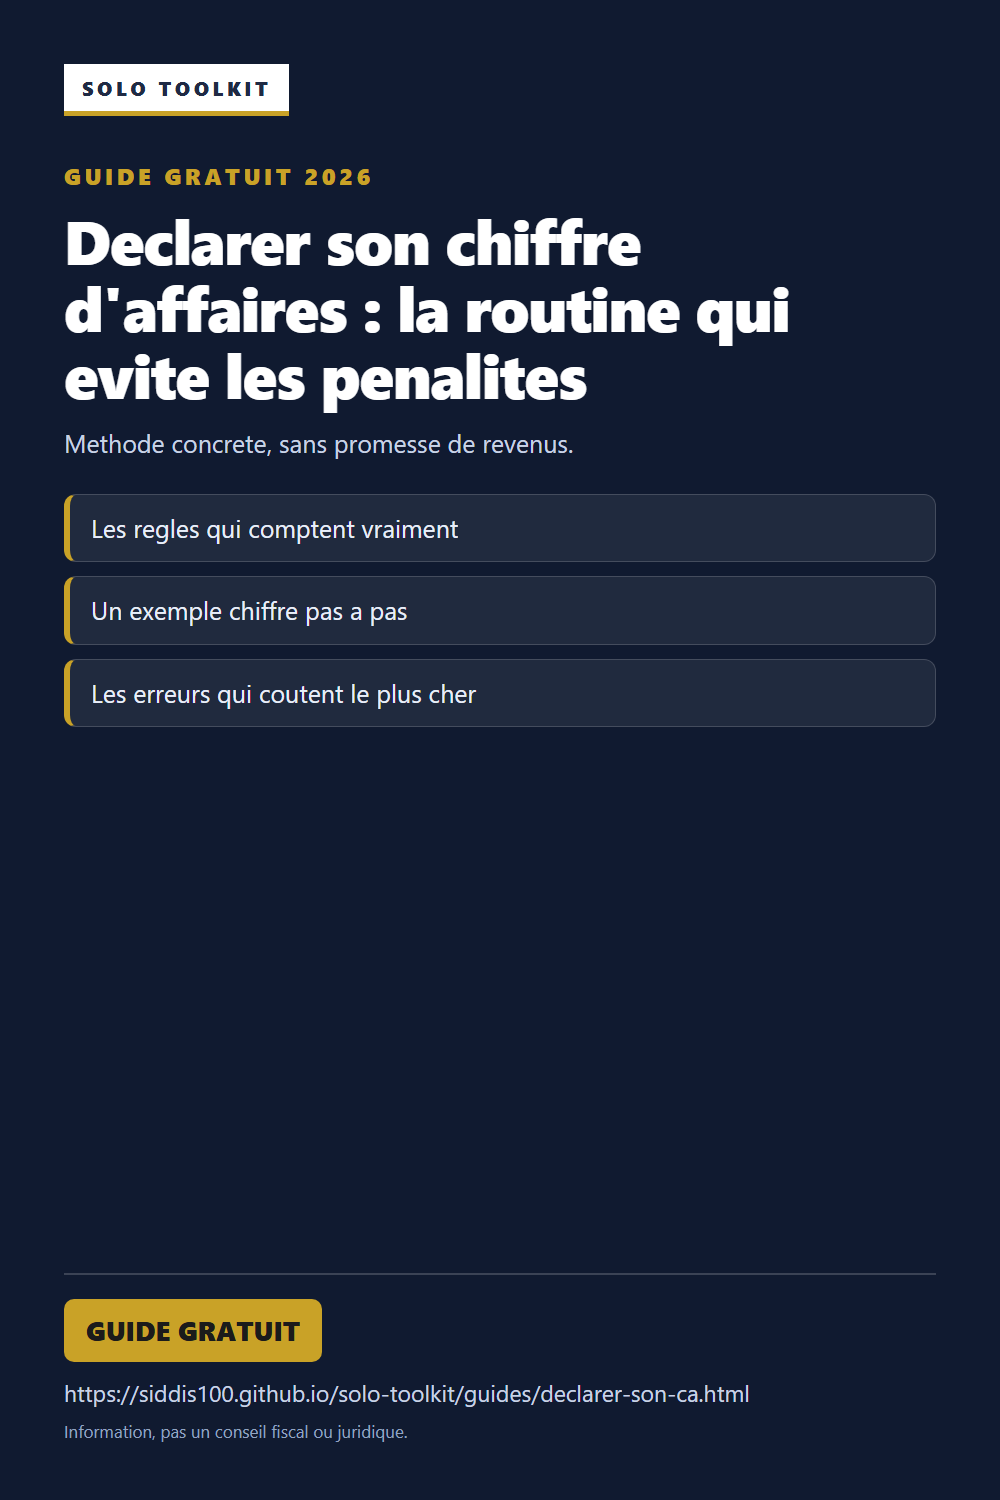 SOLO TOOLKIT
GUIDE GRATUIT 2026
Declarer son chiffre
d'affaires : la routine qui
evite les penalites
Methode concrete, sans promesse de revenus.
Les regles qui comptent vraiment
Un exemple chiffre pas a pas
Les erreurs qui coutent le plus cher
GUIDE GRATUIT
https://siddis100.github.io/solo-toolkit/guides/declarer-son-ca.html
Information, pas un conseil fiscal ou juridique.